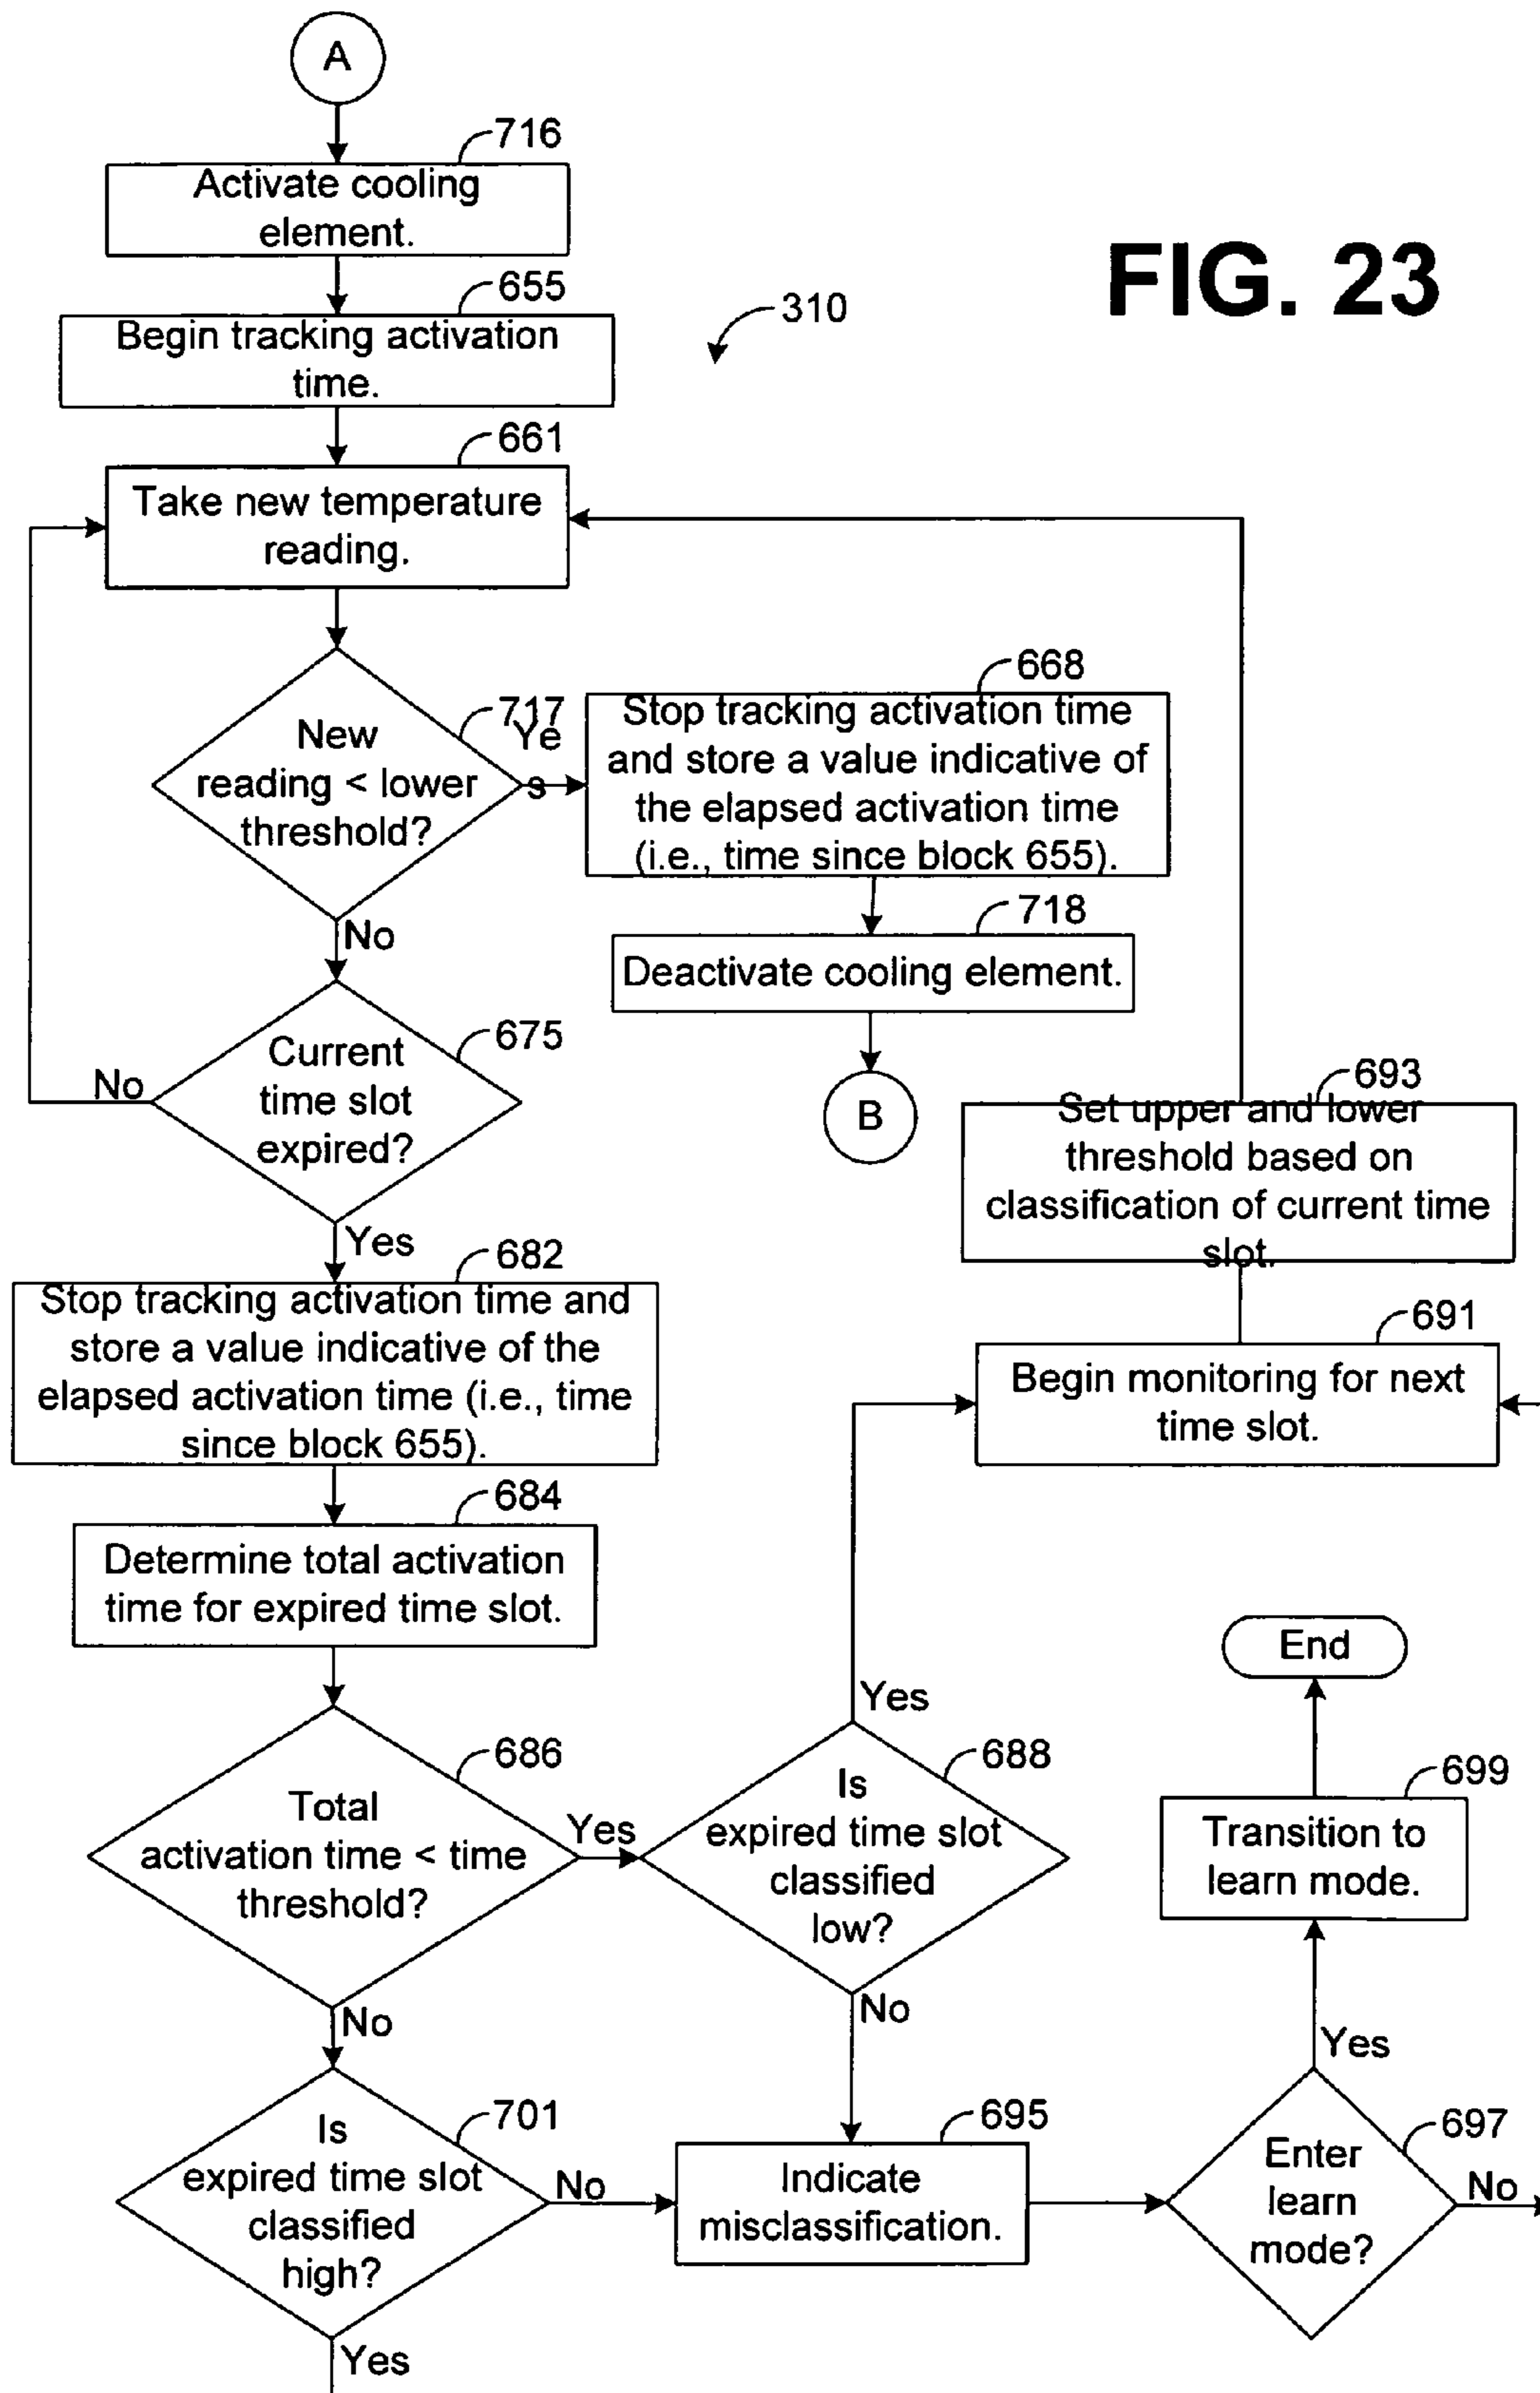 A
716
Activate cooling
element.
FIG. 23
655
Begin tracking activation
time.
310
661
Take new temperature
reading.
717
New
reading < lower
threshold?
Ye
s
668
Stop tracking activation time
and store a value indicative of
the elapsed activation time
(i.e., time since block 655).
No
718
Deactivate cooling element.
B
675
Current
time slot
expired?
No
Yes
693
Set upper and lower
threshold based on
classification of current time
slot.
682
Stop tracking activation time and
store a value indicative of the
elapsed activation time (i.e., time
since block 655).
691
Begin monitoring for next
time slot.
684
Determine total activation
time for expired time slot.
End
686
Total
activation time < time
threshold?
Yes
Yes
688
Is
expired time slot
classified
low?
699
Transition to
learn mode.
No
No
Yes
701
Is
expired time slot
classified
high?
No
695
Indicate
misclassification.
697
Enter
learn
mode?
No
Yes